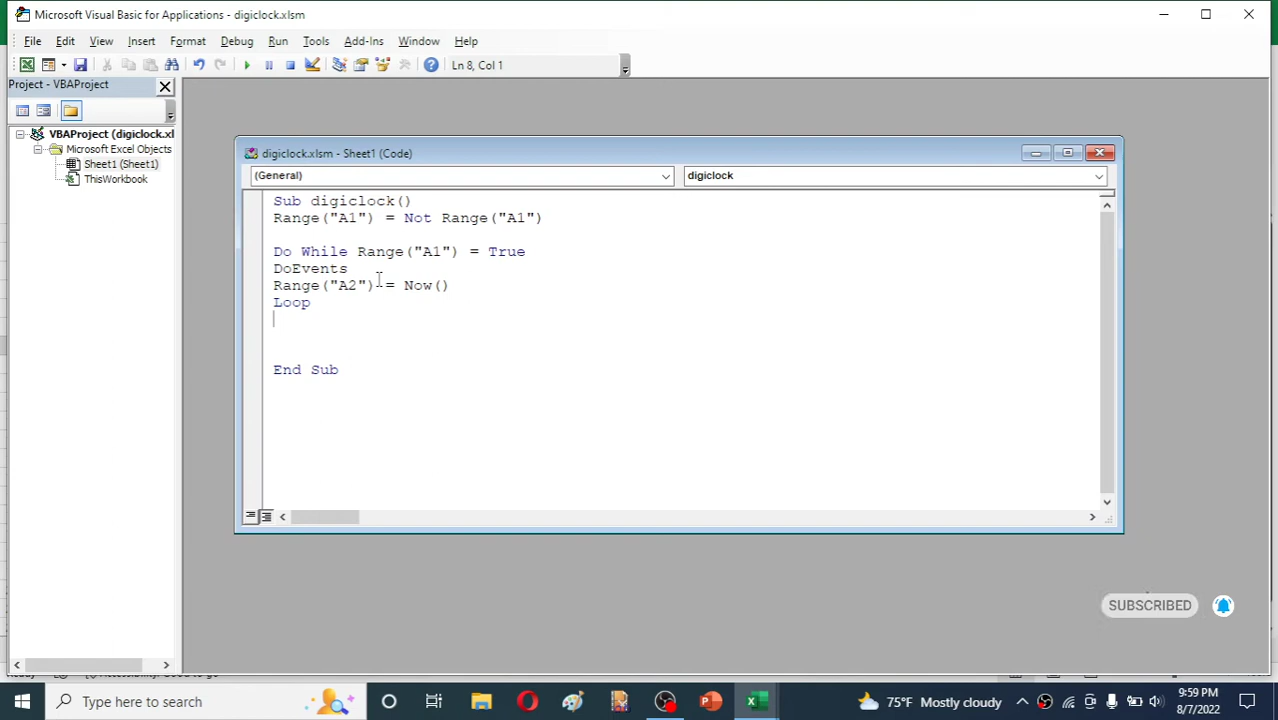 Microsoft Visual Basic for Applications - digiclock.xlsm
File Edit View Insert Format Debug Run Tools Add-Ins Window Help
Ln 8, Col 1
Project - VBAProject
VBAProject (digiclock.xl
Microsoft Excel Objects
Sheet1 (Sheet1)
ThisWorkbook
digiclock.xlsm - Sheet1 (Code)
(General)
digiclock
Sub digiclock()
Range("A1") = Not Range("A1")
Do While Range("A1") = True
DoEvents
Range("A2") = Now()
Loop
End Sub
SUBSCRIBED
Type here to search
75°F Mostly cloudy
9:59 PM
8/7/2022